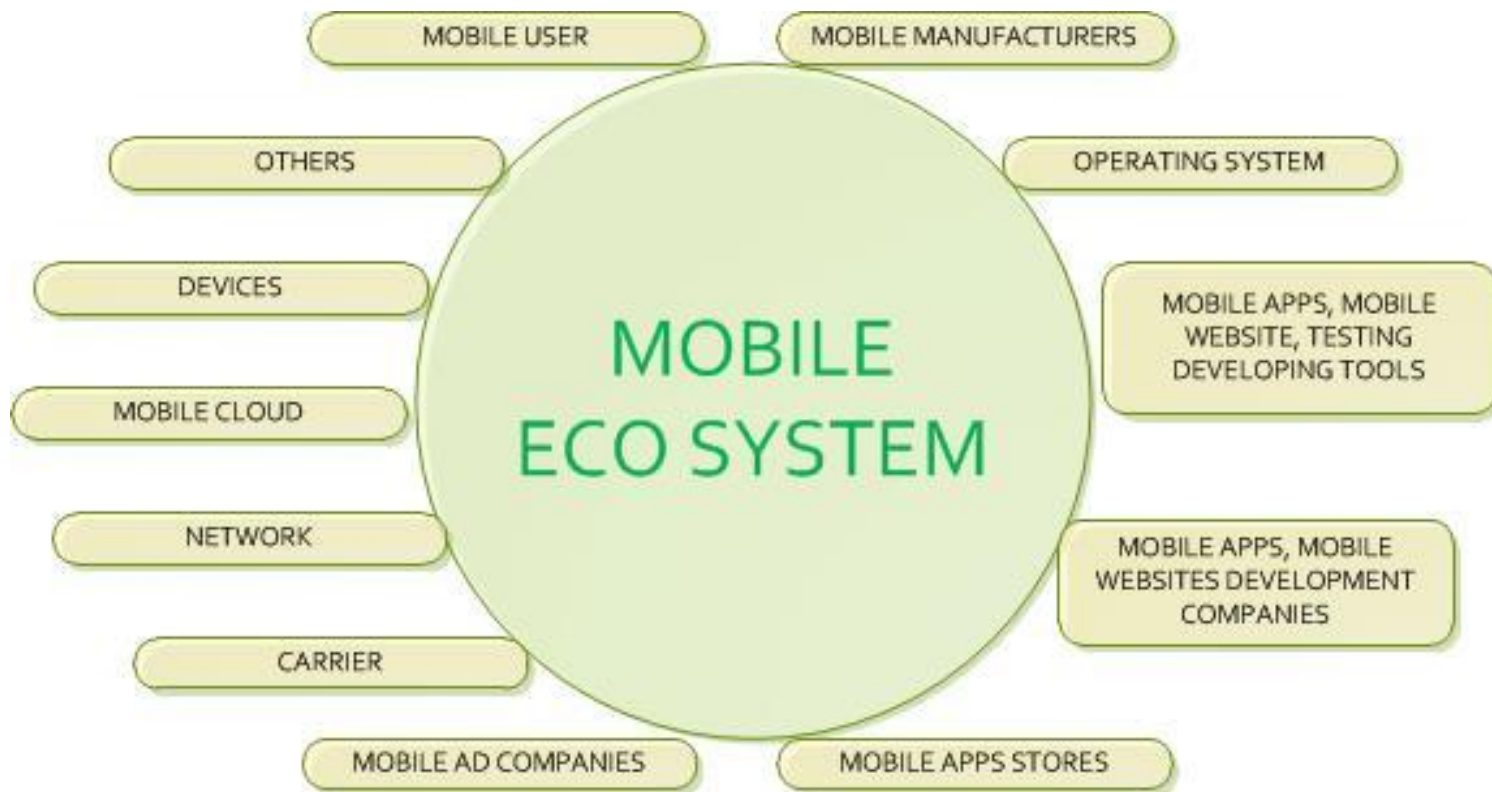 MOBILE USER
MOBILE MANUFACTURERS
OTHERS
OPERATING SYSTEM
DEVICES
MOBILE APPS, MOBILE
WEBSITE, TESTING
DEVELOPING TOOLS
MOBILE
ECO SYSTEM
MOBILE CLOUD
NETWORK
MOBILE APPS, MOBILE
WEBSITES DEVELOPMENT
COMPANIES
CARRIER
MOBILE AD COMPANIES
MOBILE APPS STORES